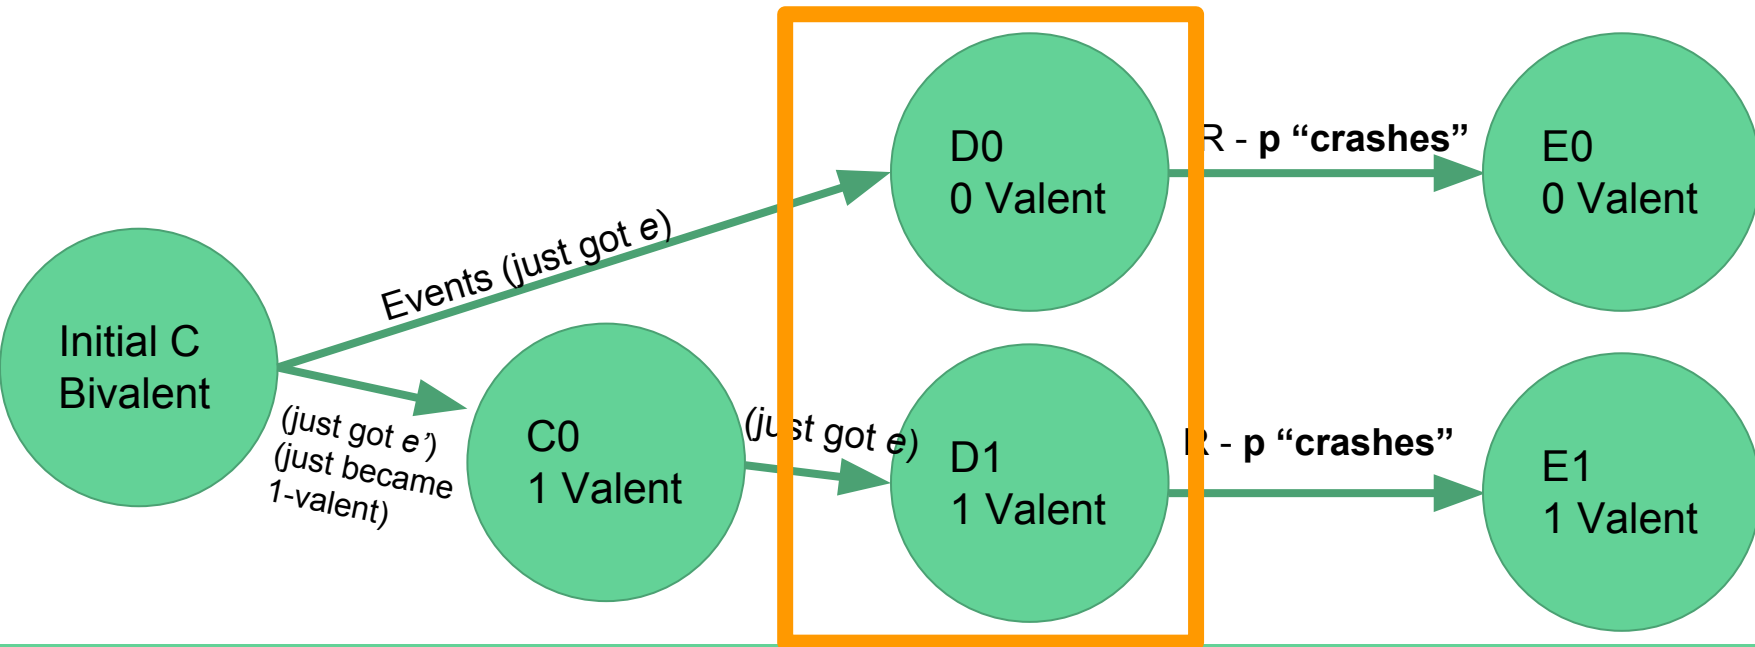 Initial C
Bivalent
Events (just got e)
(just got e’)
(just became
1-valent)
C0
1 Valent
(just got e)
D0
0 Valent
D1
1 Valent
R - p “crashes”
R - p “crashes”
E0
0 Valent
E1
1 Valent